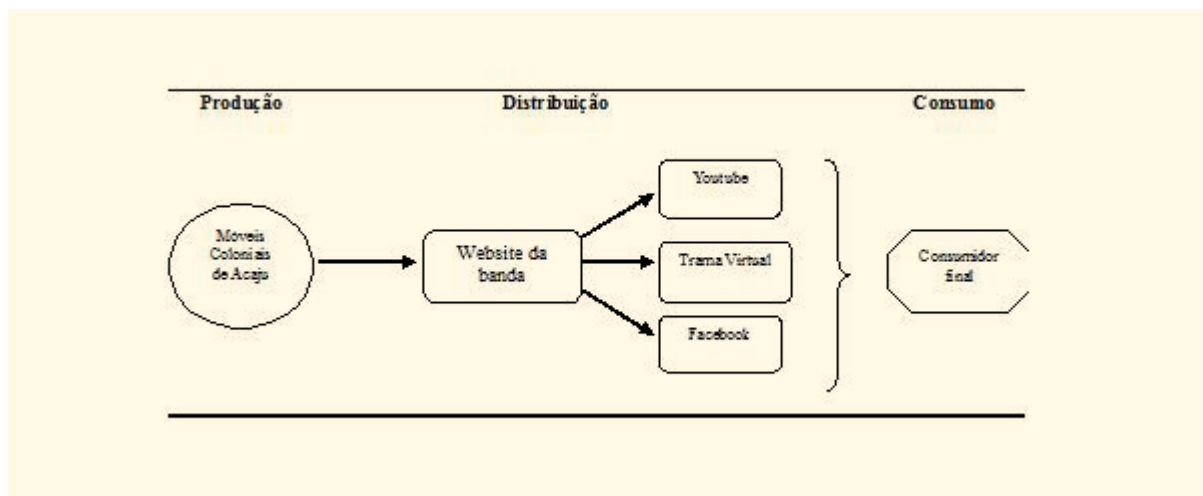 Produção
Distribuição
Consumo
Móveis
Coloniais
de Acaju
Website da
banda
Youtube
Trama Virtual
Facebook
Consumidor
final